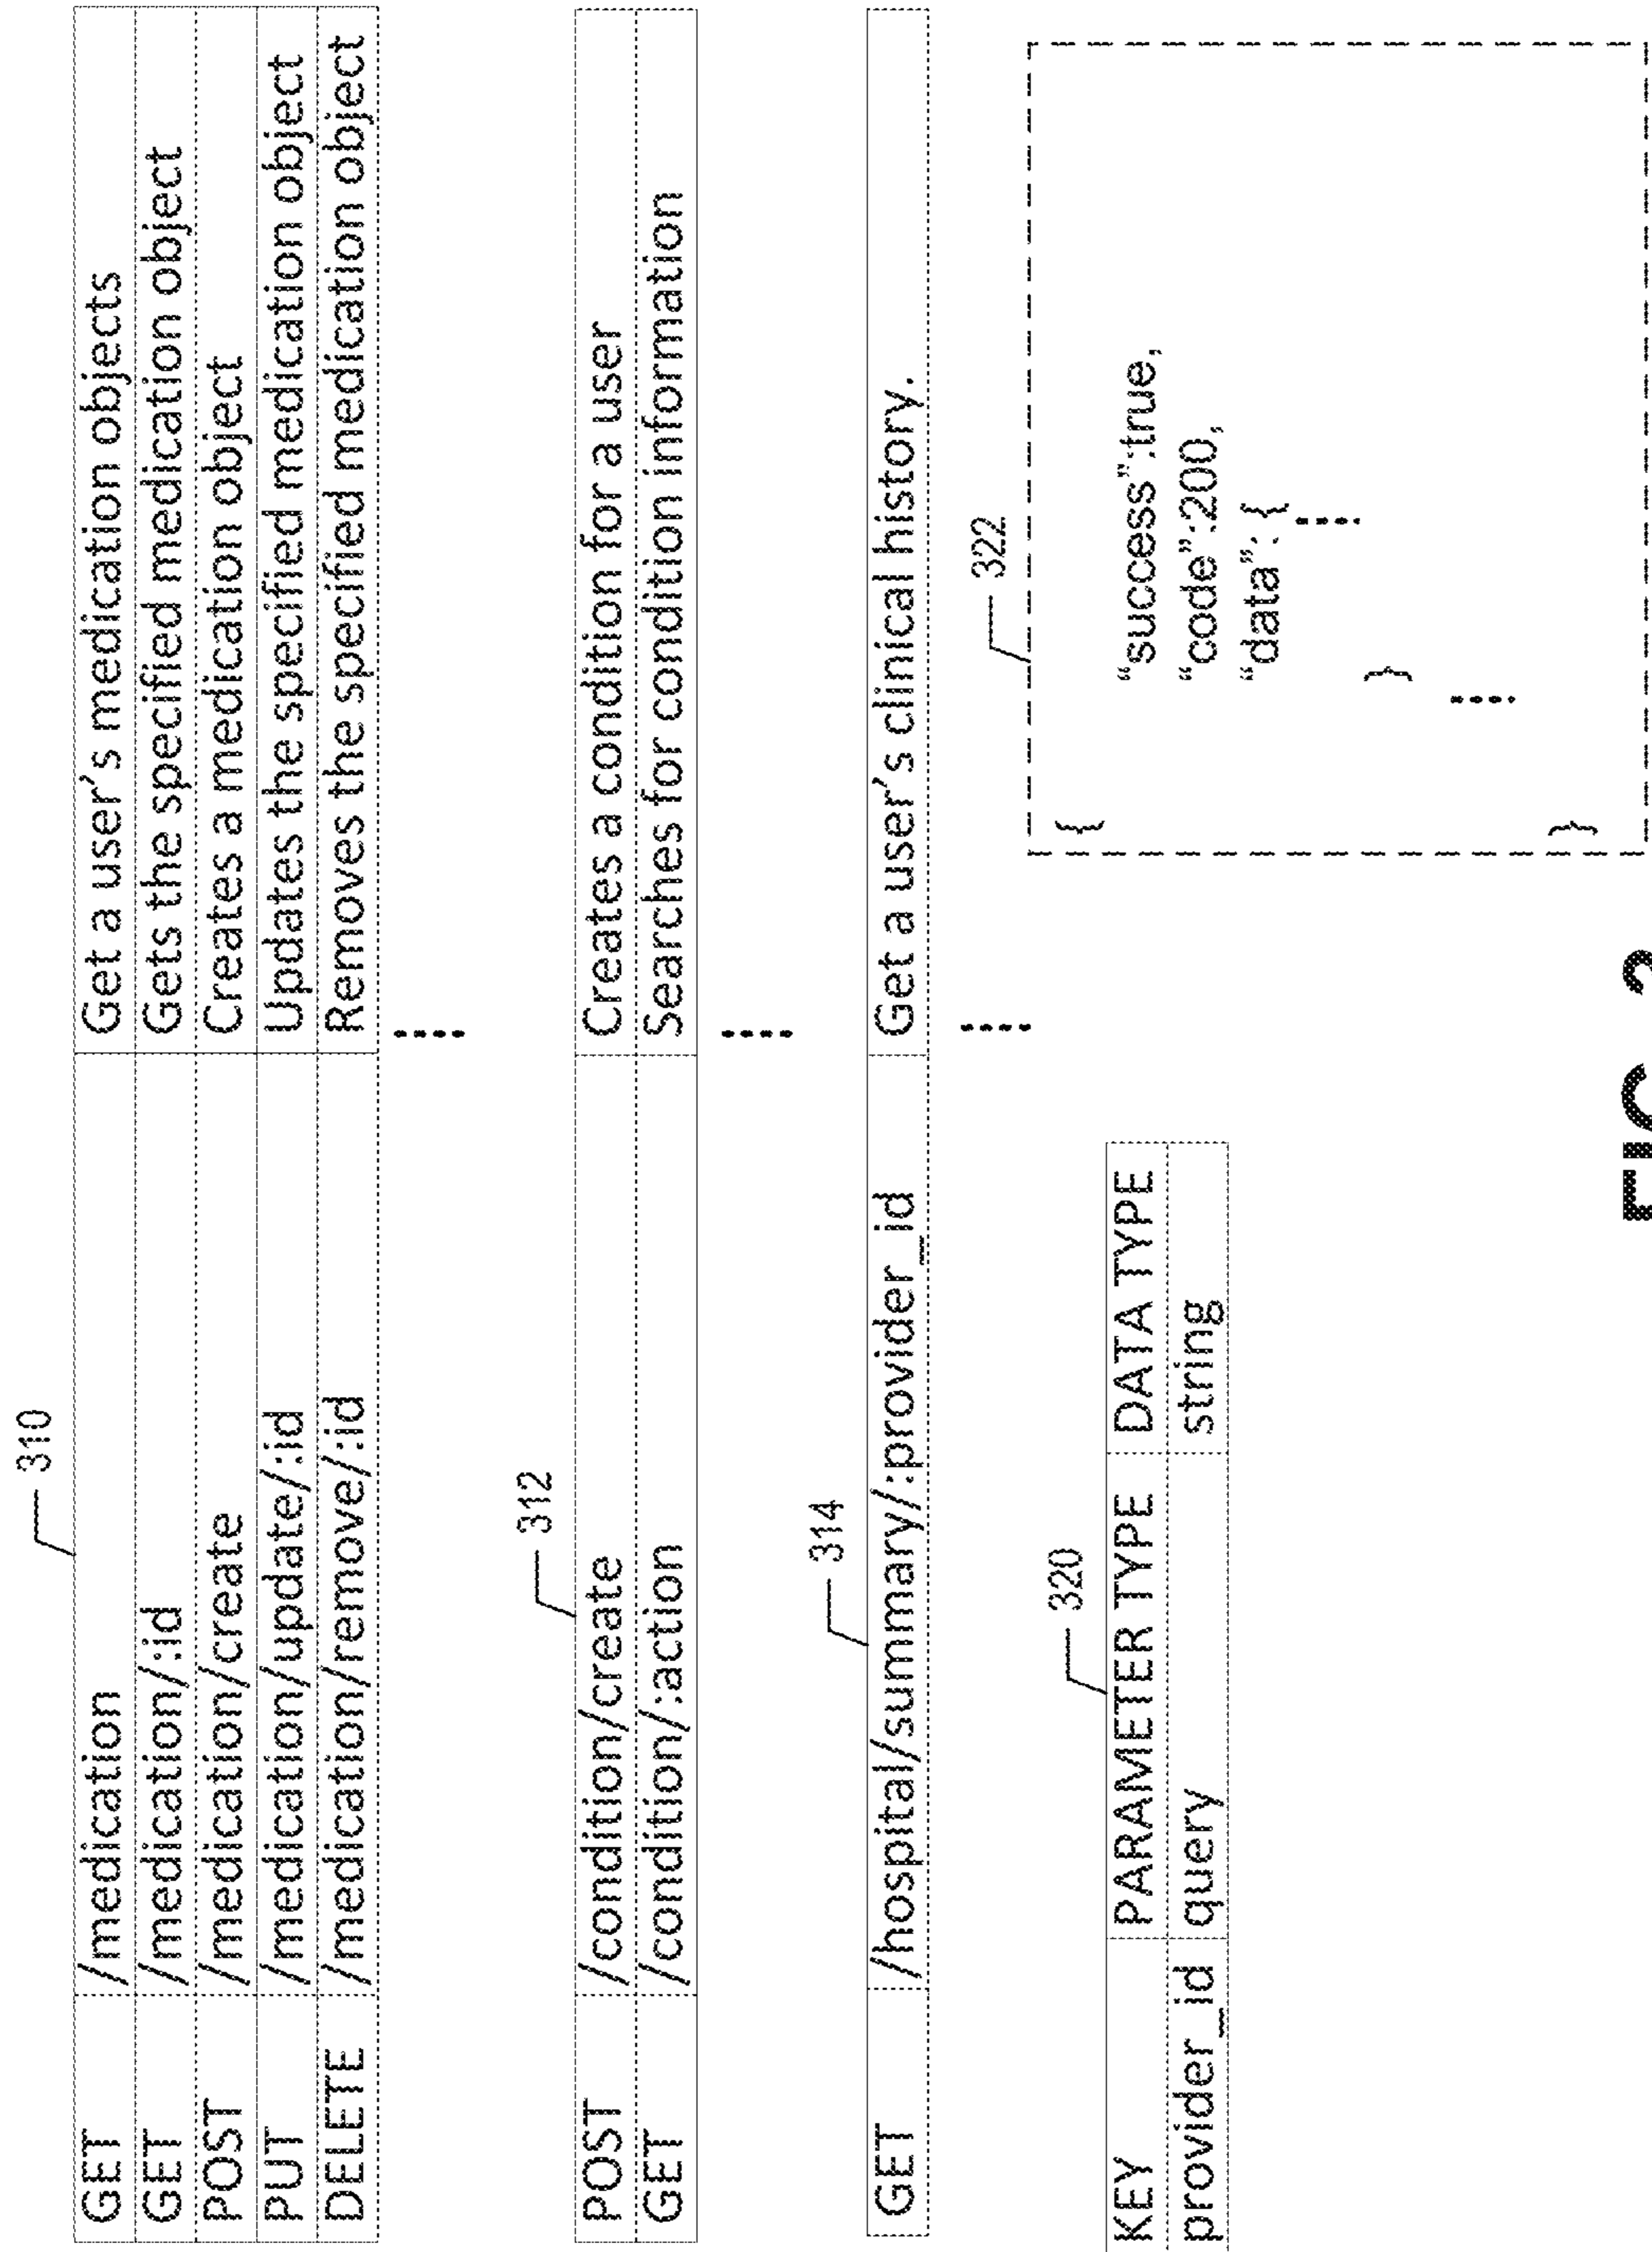 310
GET /medication Get a user's medication objects
GET /medication/:id Gets the specified medication object
POST /medication/create Creates a medication object
PUT /medication/update/:id Updates the specified medication object
DELETE /medication/remove/:id Removes the specified medication object
....
312
POST /condition/create Creates a condition for a user
GET /condition/:action Searches for condition information
....
314
GET /hospital/summary/:provider_id Get a user's clinical history.
....
320
KEY PARAMETER TYPE DATA TYPE
provider_id query string
322
{
“success”:true,
“code”:200,
“data”: {
....
}
....
}